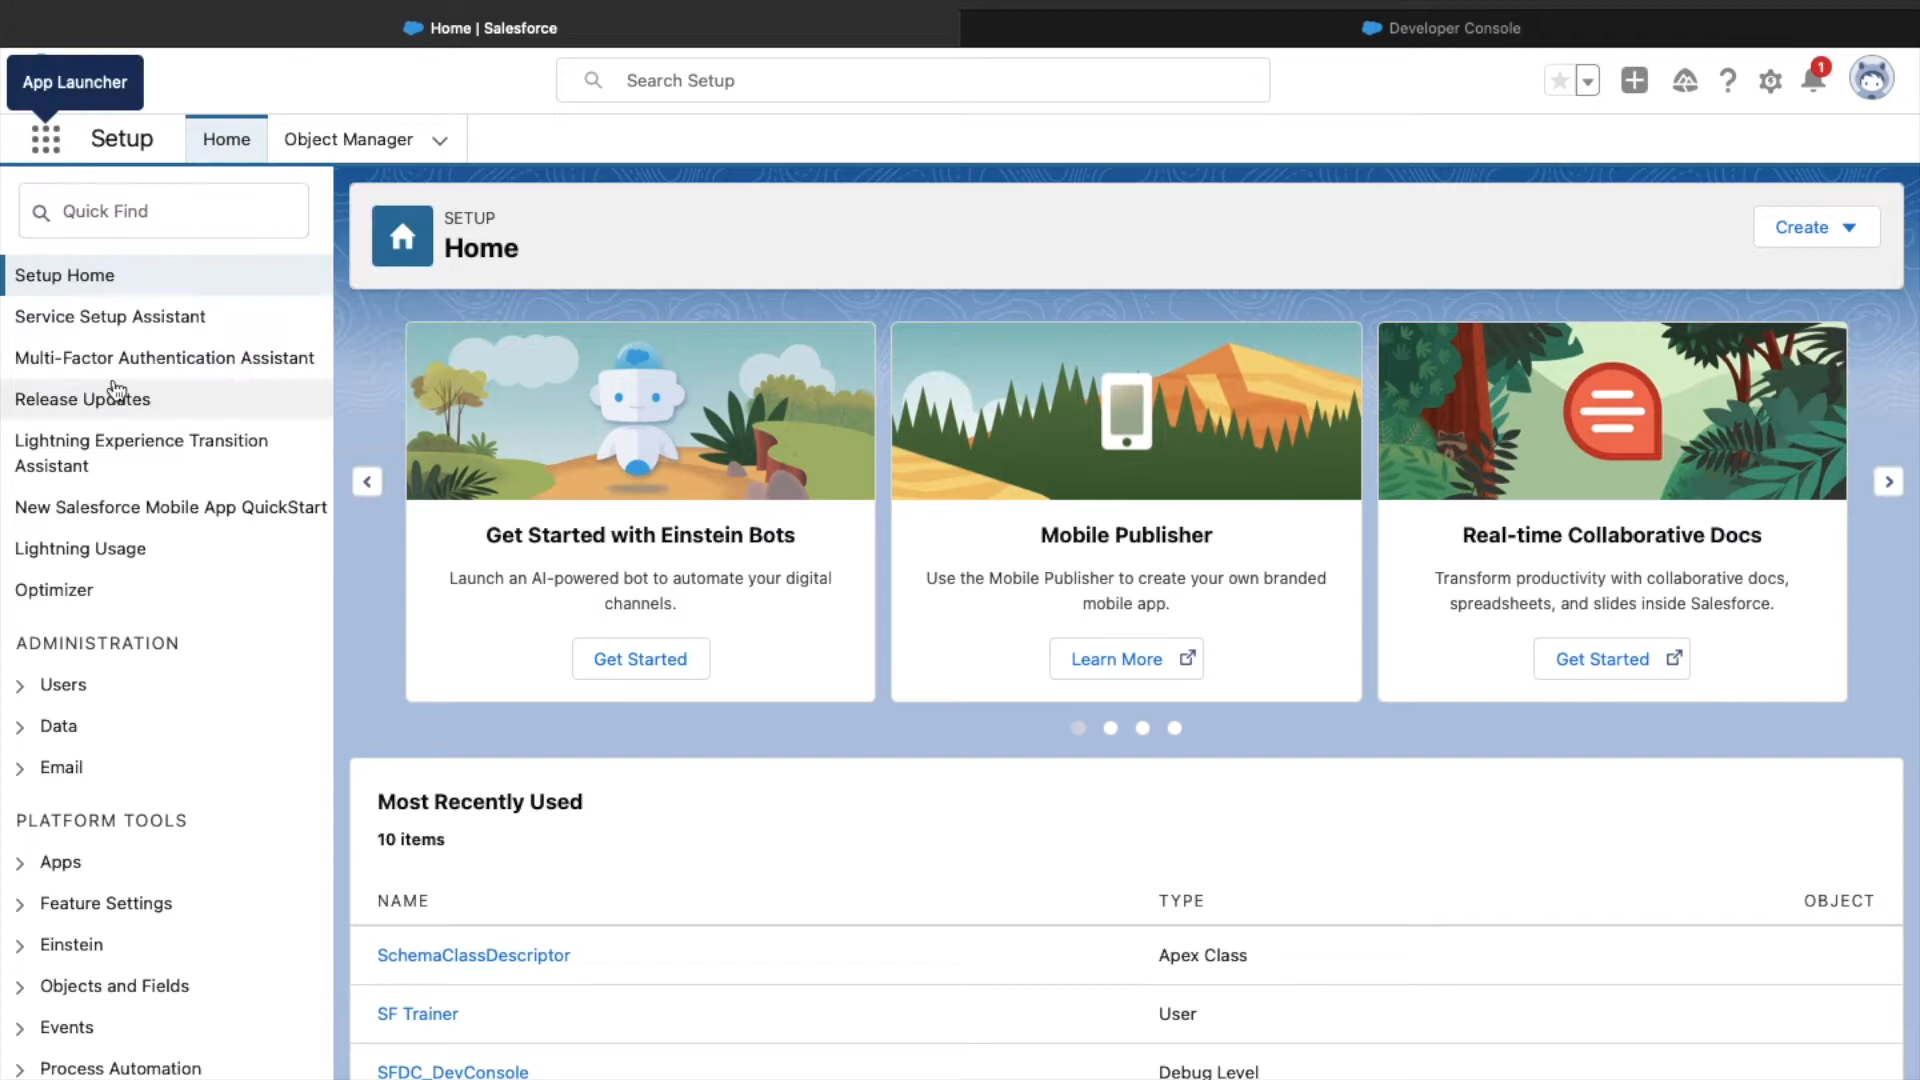 Home | Salesforce
Developer Console
App Launcher
Search Setup
1
Setup
Home
Object Manager
Quick Find
SETUP
Home
Create
Setup Home
Service Setup Assistant
Multi-Factor Authentication Assistant
Release Updates
Lightning Experience Transition
Assistant
New Salesforce Mobile App QuickStart
Lightning Usage
Optimizer
ADMINISTRATION
Users
Data
Email
PLATFORM TOOLS
Apps
Feature Settings
Einstein
Objects and Fields
Events
Process Automation
Get Started with Einstein Bots
Launch an AI-powered bot to automate your digital
channels.
Get Started
Mobile Publisher
Use the Mobile Publisher to create your own branded
mobile app.
Learn More
Real-time Collaborative Docs
Transform productivity with collaborative docs,
spreadsheets, and slides inside Salesforce.
Get Started
Most Recently Used
10 items
NAME TYPE OBJECT
SchemaClassDescriptor Apex Class
SF Trainer User
SFDC_DevConsole Debug Level